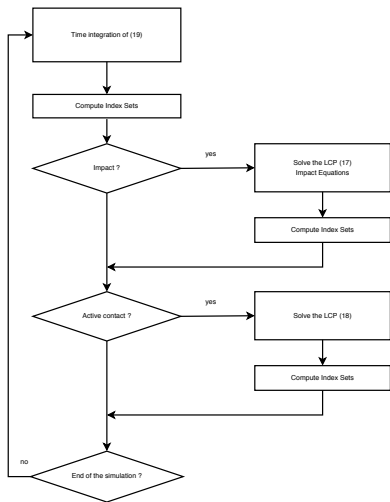 Time integration of (19)
Compute Index Sets
Impact ?
yes
Solve the LCP (17)
Impact Equations
Compute Index Sets
Active contact ?
yes
Solve the LCP (18)
Compute Index Sets
no
End of the simulation ?